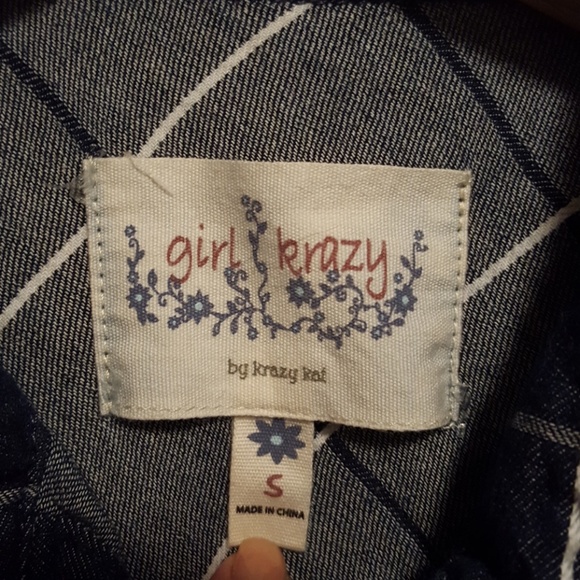 girl krazy
by krazy kat
S
MADE IN CHINA